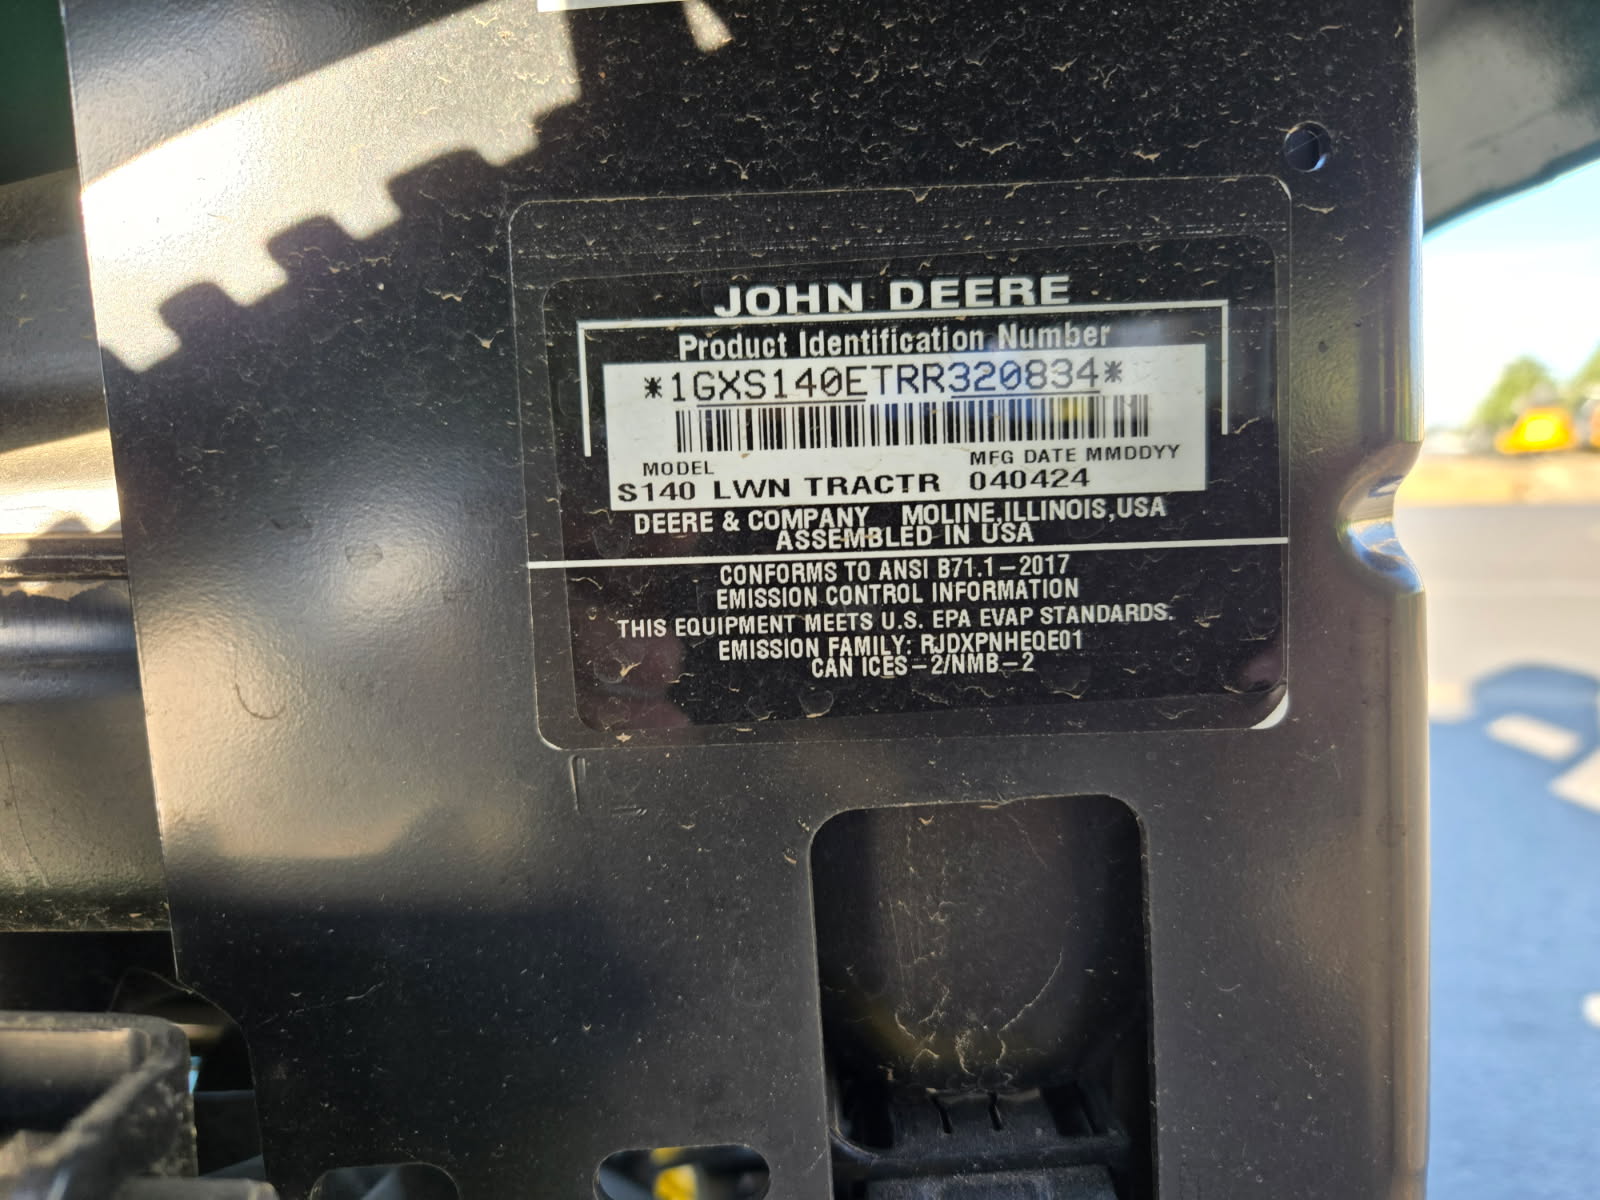 JOHN DEERE
Product Identification Number
*1GXS140ETRR320834*
MODEL MFG DATE MMDDYY
S140 LWN TRACTR 040424
DEERE & COMPANY MOLINE, ILLINOIS, USA
ASSEMBLED IN USA
CONFORMS TO ANSI B71.1-2017
EMISSION CONTROL INFORMATION
THIS EQUIPMENT MEETS U.S. EPA EVAP STANDARDS.
EMISSION FAMILY: RJDXPNHEQE01
CAN ICES-2/NMB-2